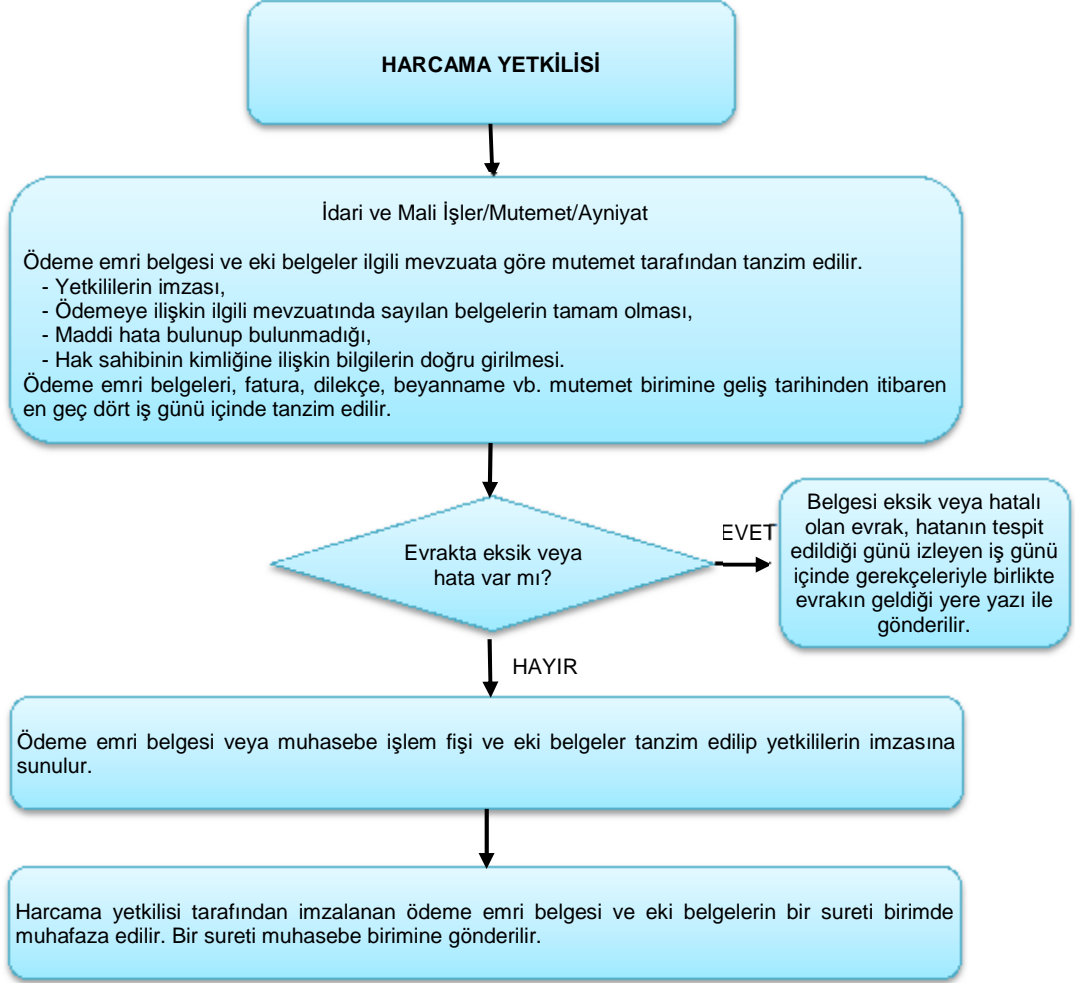 HARCAMA YETKİLİSİ
İdari ve Mali İşler/Mutemet/Ayniyat
Ödeme emri belgesi ve eki belgeler ilgili mevzuata göre mutemet tarafından tanzim edilir.
- Yetkililerin imzası,
- Ödemeye ilişkin ilgili mevzuatında sayılan belgelerin tamam olması,
- Maddi hata bulunup bulunmadığı,
- Hak sahibinin kimliğine ilişkin bilgilerin doğru girilmesi.
Ödeme emri belgeleri, fatura, dilekçe, beyanname vb. mutemet birimine geliş tarihinden itibaren
en geç dört iş günü içinde tanzim edilir.
Evrakta eksik veya
hata var mı?
EVET
Belgesi eksik veya hatalı
olan evrak, hatanın tespit
edildiği günü izleyen iş günü
içinde gerekçeleriyle birlikte
evrakın geldiği yere yazı ile
gönderilir.
HAYIR
Ödeme emri belgesi veya muhasebe işlem fişi ve eki belgeler tanzim edilip yetkililerin imzasına
sunulur.
Harcama yetkilisi tarafından imzalanan ödeme emri belgesi ve eki belgelerin bir sureti birimde
muhafaza edilir. Bir sureti muhasebe birimine gönderilir.